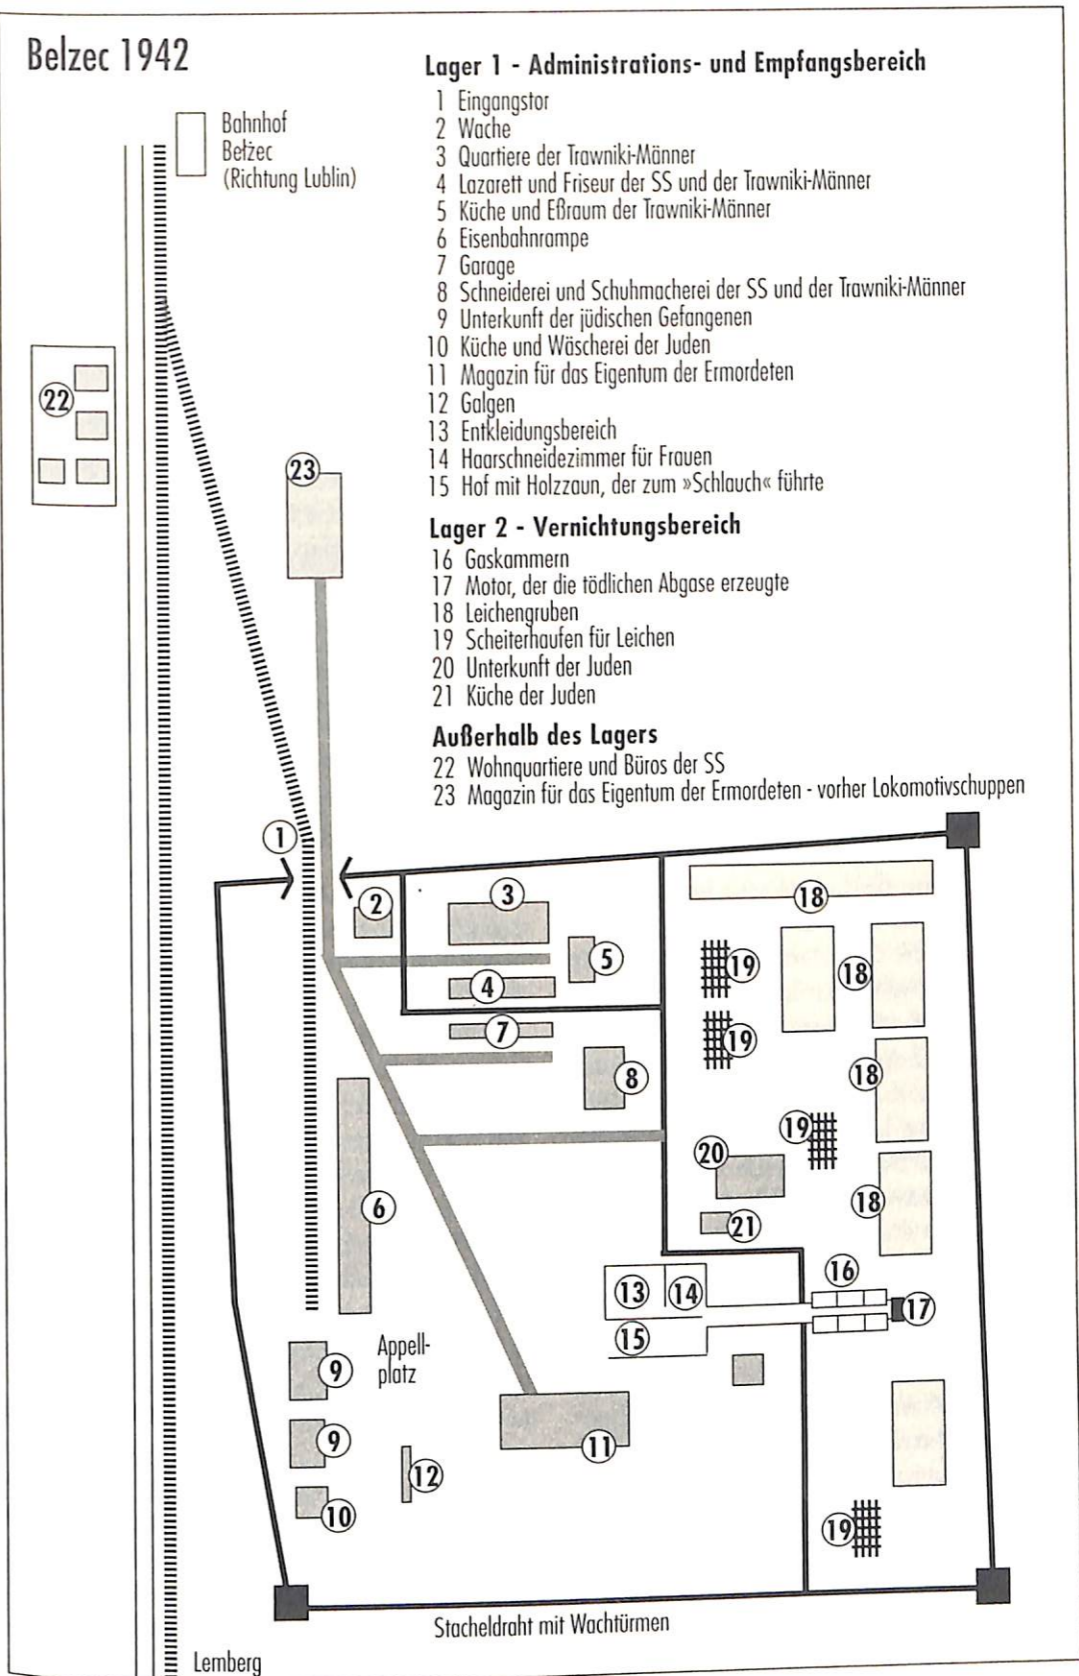 Belzec 1942
Bahnhof
Bełżec
(Richtung Lublin)
Lager 1 - Administrations- und Empfangsbereich
1 Eingangstor
2 Wache
3 Quartiere der Trawniki-Männer
4 Lazarett und Friseur der SS und der Trawniki-Männer
5 Küche und Eßraum der Trawniki-Männer
6 Eisenbahnrampe
7 Garage
8 Schneiderei und Schuhmacherei der SS und der Trawniki-Männer
9 Unterkunft der jüdischen Gefangenen
10 Küche und Wäscherei der Juden
11 Magazin für das Eigentum der Ermordeten
12 Galgen
13 Entkleidungsbereich
14 Haarschneidezimmer für Frauen
15 Hof mit Holzzaun, der zum »Schlauch« führte
Lager 2 - Vernichtungsbereich
16 Gaskammern
17 Motor, der die tödlichen Abgase erzeugte
18 Leichengruben
19 Scheiterhaufen für Leichen
20 Unterkunft der Juden
21 Küche der Juden
Außerhalb des Lagers
22 Wohnquartiere und Büros der SS
23 Magazin für das Eigentum der Ermordeten - vorher Lokomotivschuppen
22
23
1
2
3
18
5
19
18
4
7
19
8
18
19
20
6
21
18
16
13
14
17
15
Appell-
platz
9
9
11
12
10
19
Stacheldraht mit Wachtürmen
Lemberg